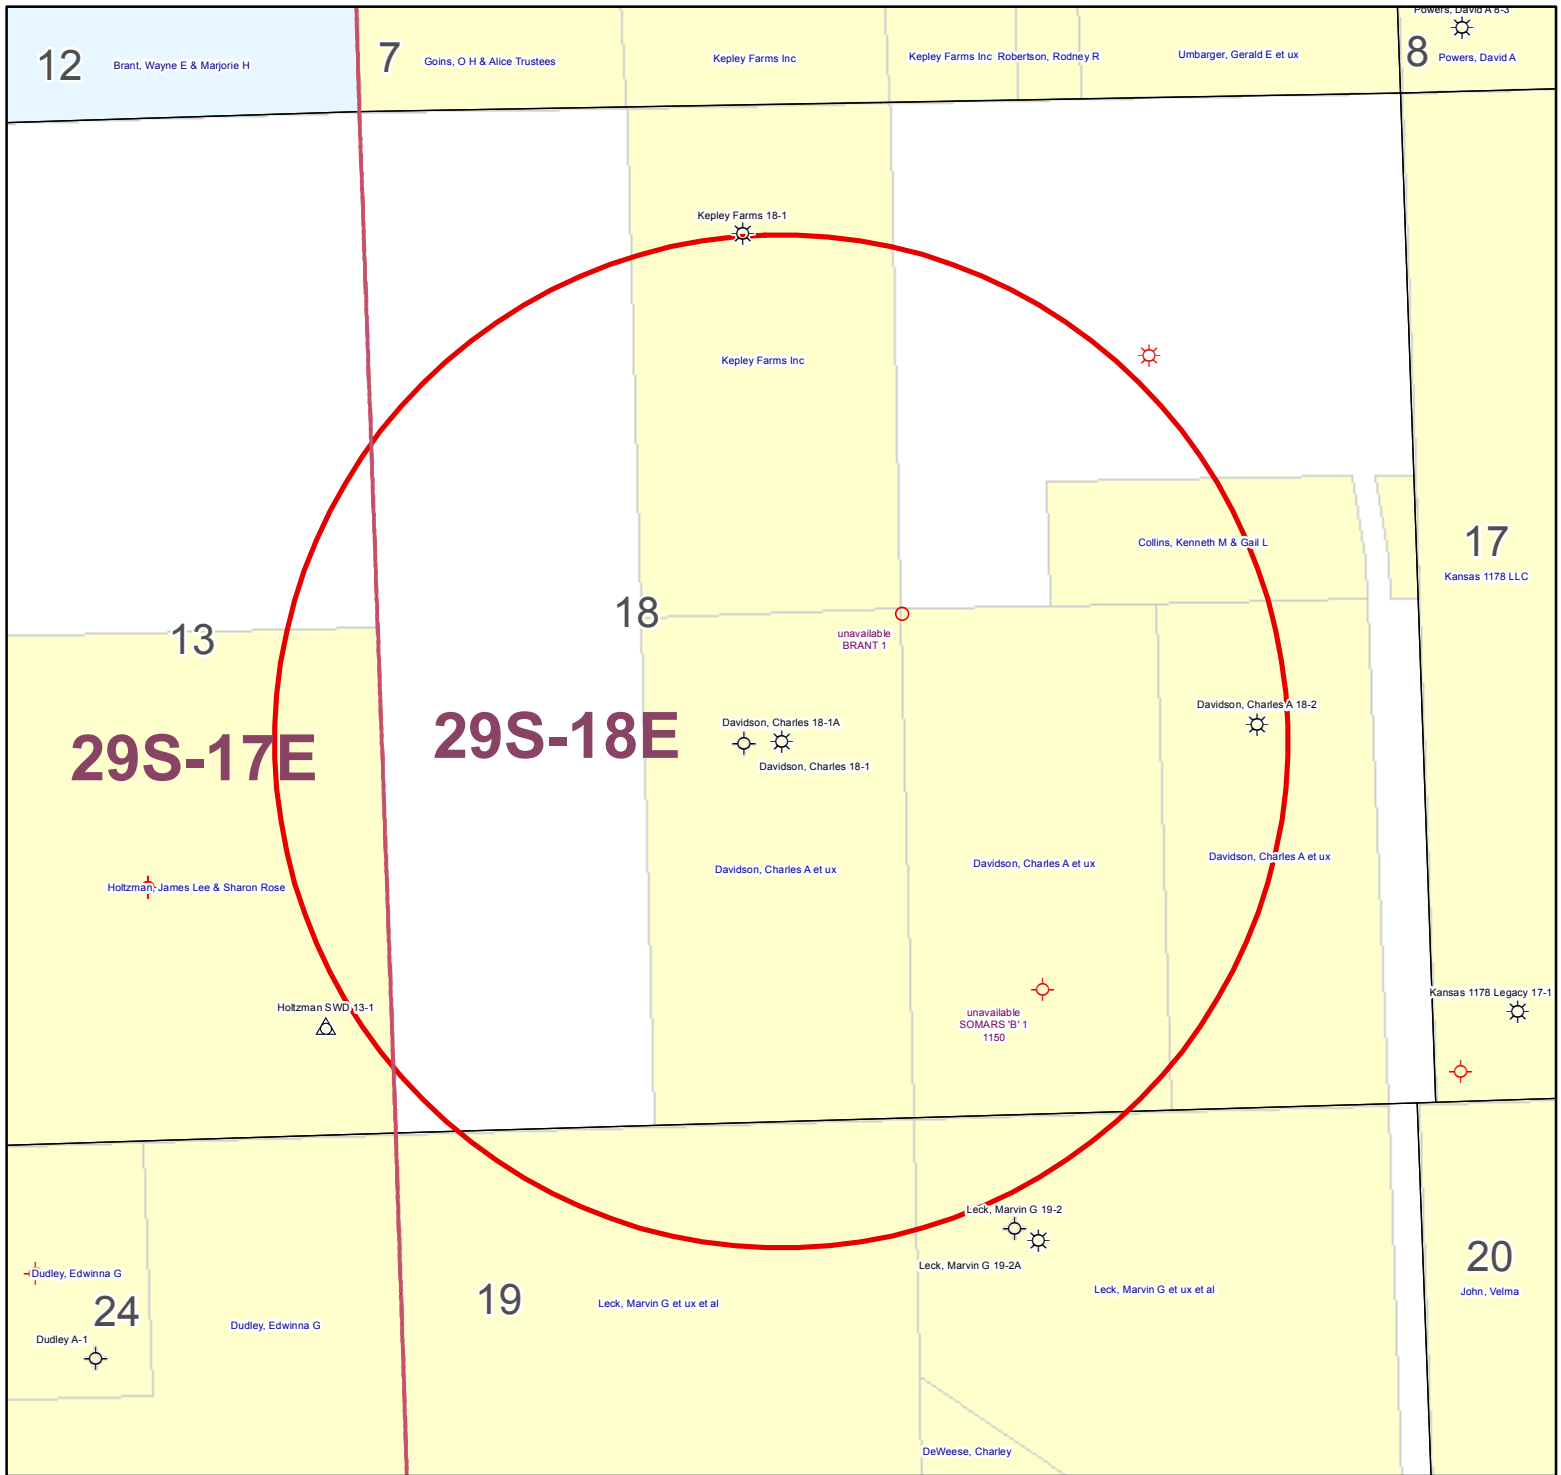 Powers, David A 8-3
12
Brant, Wayne E & Marjorie H
7
Goins, O H & Alice Trustees
Kepley Farms Inc
Kepley Farms Inc
Robertson, Rodney R
Umbarger, Gerald E et ux
8
Powers, David A
Kepley Farms 18-1
Kepley Farms Inc
Collins, Kenneth M & Gail L
17
Kansas 1178 LLC
13
18
unavailable
BRANT 1
29S-17E
29S-18E
Davidson, Charles 18-1A
Davidson, Charles 18-1
Davidson, Charles A 18-2
Holtzman, James Lee & Sharon Rose
Davidson, Charles A et ux
Davidson, Charles A et ux
Davidson, Charles A et ux
Holtzman SWD 13-1
unavailable
SOMARS 'B' 1
1150
Kansas 1178 Legacy 17-1
Leck, Marvin G 19-2
Leck, Marvin G 19-2A
Dudley, Edwinna G
24
Dudley A-1
Dudley, Edwinna G
19
Leck, Marvin G et ux et al
Leck, Marvin G et ux et al
20
John, Velma
DeWeese, Charley